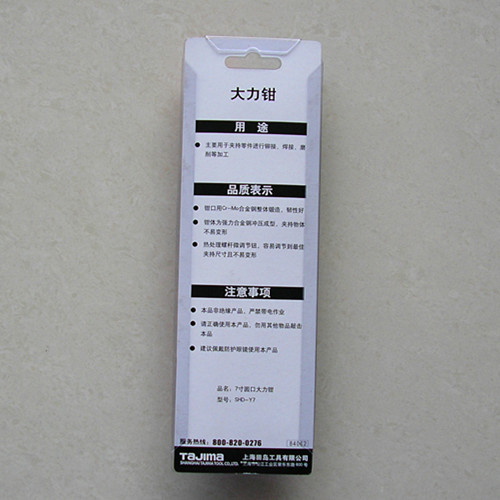 大力钳
用 途
● 主要用于夹持零件进行铆接，焊接，磨
削等加工
品质表示
● 钳口用Cr-Mo合金钢整体锻造，韧性好
● 钳体为强力合金钢冲压成型，夹持物体
不易变形
● 热处理螺杆微调节钮，容易调节到最佳
夹持尺寸且不易变形
注意事项
● 本品非绝缘产品，严禁带电作业
● 请正确使用本产品，勿用其他物品敲击
本品
● 建议佩戴防护眼镜使用本产品
品名：7寸圆口大力钳
型号：SHD-Y7
服务热线：800-820-0276
TaJima 上海田岛工具有限公司
SHANGHAI TAJIMA TOOL CO.,LTD.